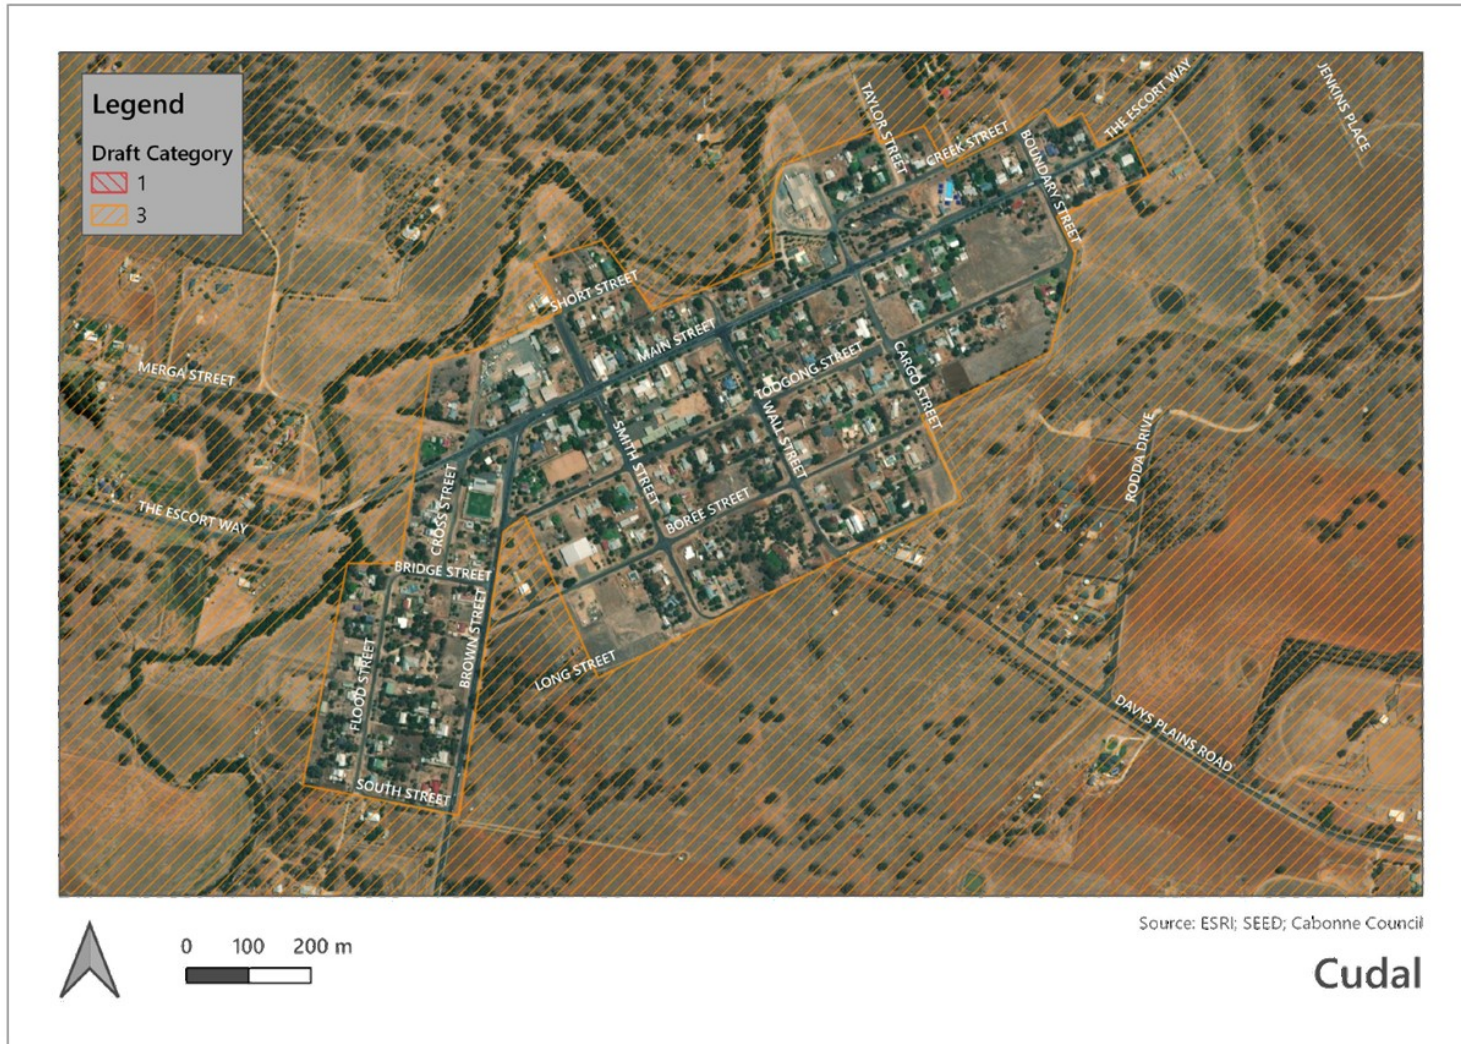 Legend
Draft Category
1
3
TAYLOR STREET
CREEK STREET
BOUNDARY STREET
THE ESCORT WAY
JENKINS PLACE
SHORT STREET
MAIN STREET
MERGA STREET
TOOGONG STREET
CARGO STREET
WALL STREET
SMITH STREET
RODDA DRIVE
CROSS STREET
BOREE STREET
THE ESCORT WAY
BRIDGE STREET
BROWN STREET
FLOOD STREET
LONG STREET
DAVYS PLAINS ROAD
SOUTH STREET
Source: ESRI; SEED; Cabonne Council
0 100 200 m
Cudal